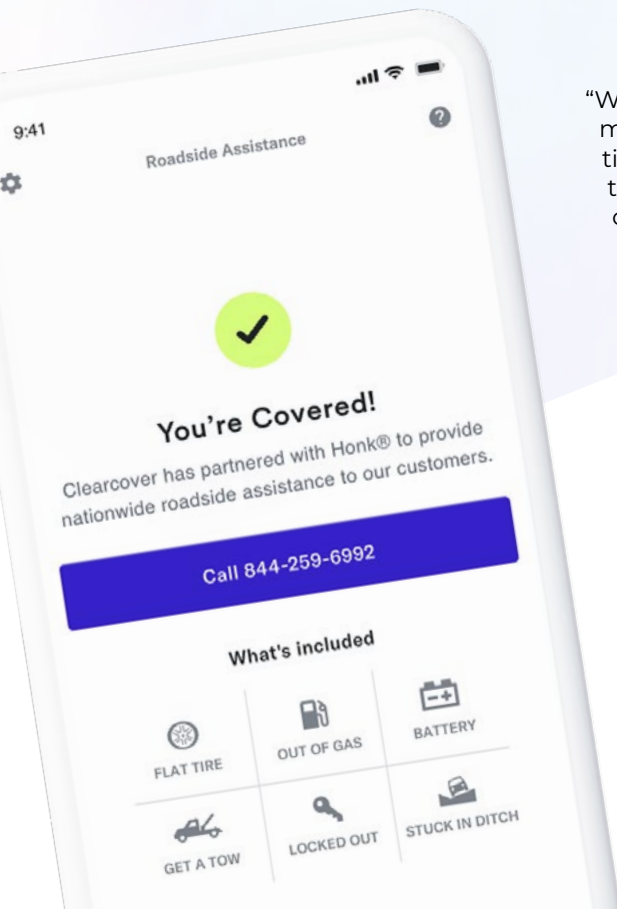 9:41
Roadside Assistance
You're Covered!
Clearcover has partnered with Honk® to provide
nationwide roadside assistance to our customers.
Call 844-259-6992
What's included
FLAT TIRE
OUT OF GAS
BATTERY
GET A TOW
LOCKED OUT
STUCK IN DITCH